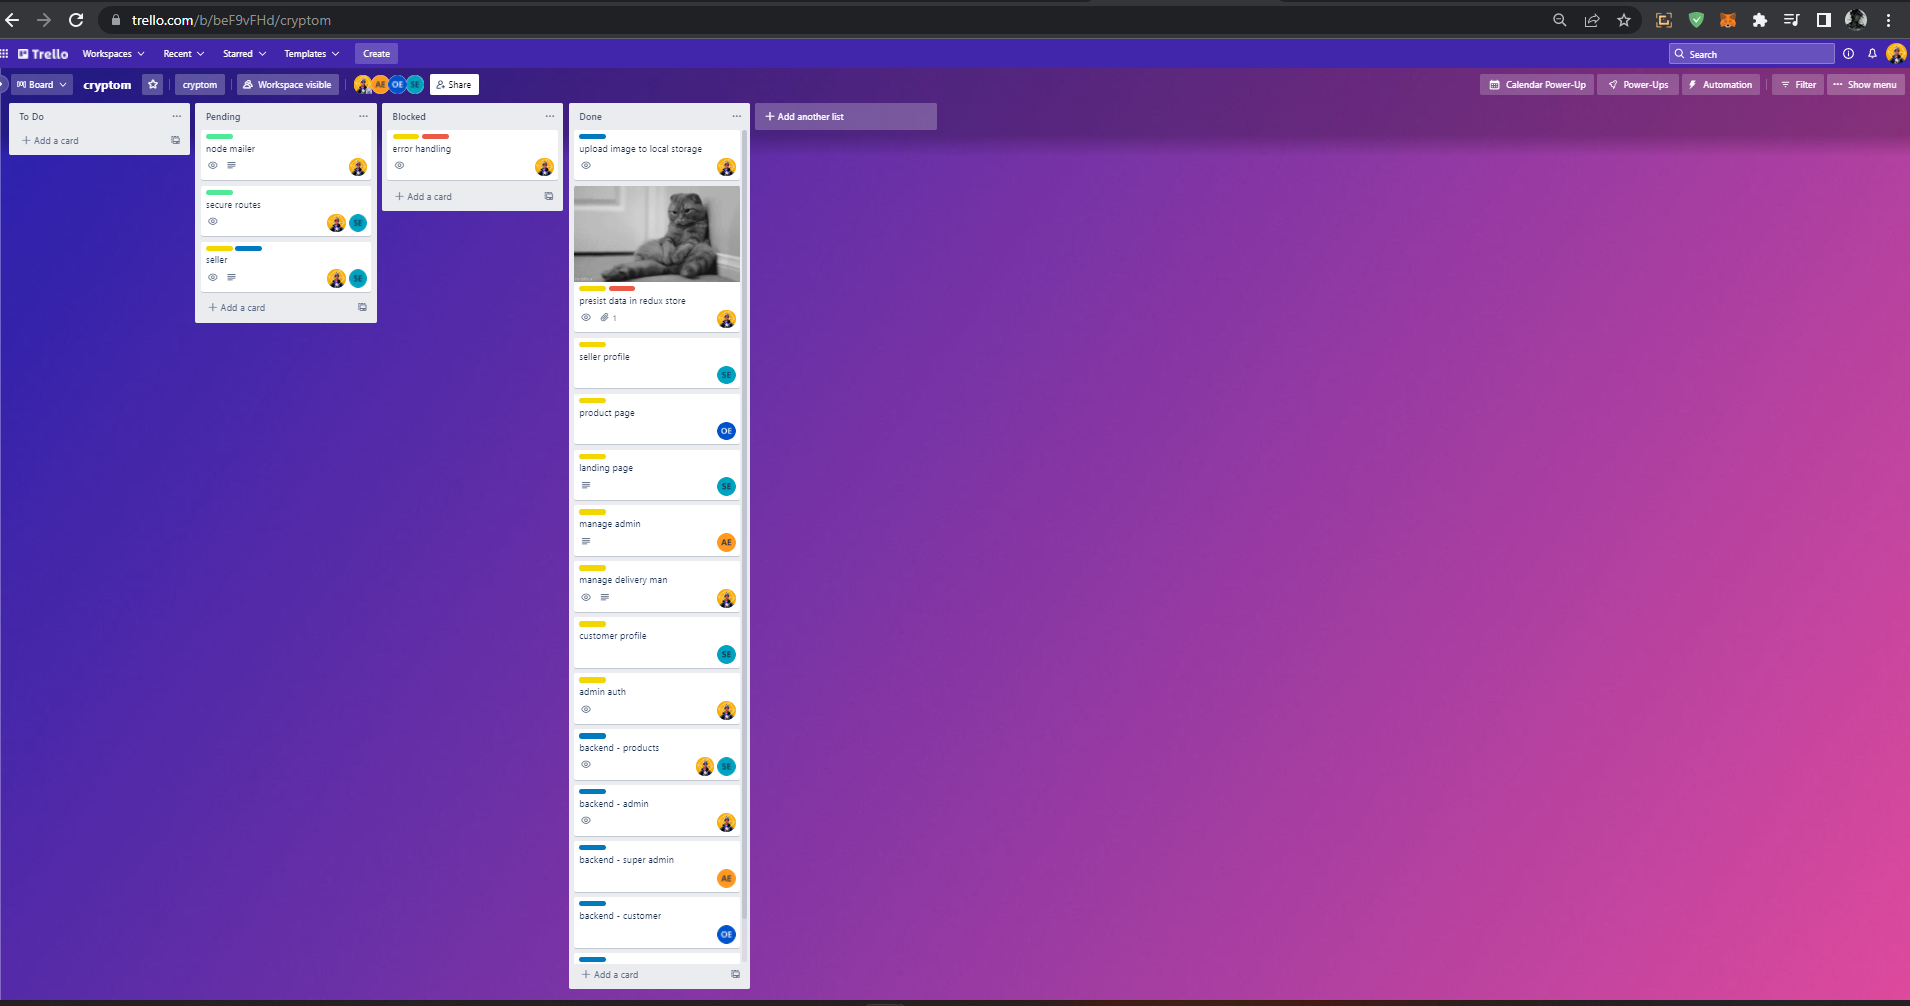 trello.com/b/beF9vFHd/cryptom
Trello Workspaces Recent Starred Templates Create Search
Board cryptom cryptom Workspace visible AE OE SE Share Calendar Power-Up Power-Ups Automation Filter Show menu
To Do
+ Add a card
Pending
node mailer
secure routes
SE
seller
SE
+ Add a card
Blocked
error handling
+ Add a card
Done
upload image to local storage
presist data in redux store
1
seller profile
SE
product page
OE
landing page
SE
manage admin
AE
manage delivery man
customer profile
SE
admin auth
backend - products
SE
backend - admin
backend - super admin
AE
backend - customer
OE
+ Add a card
+ Add another list